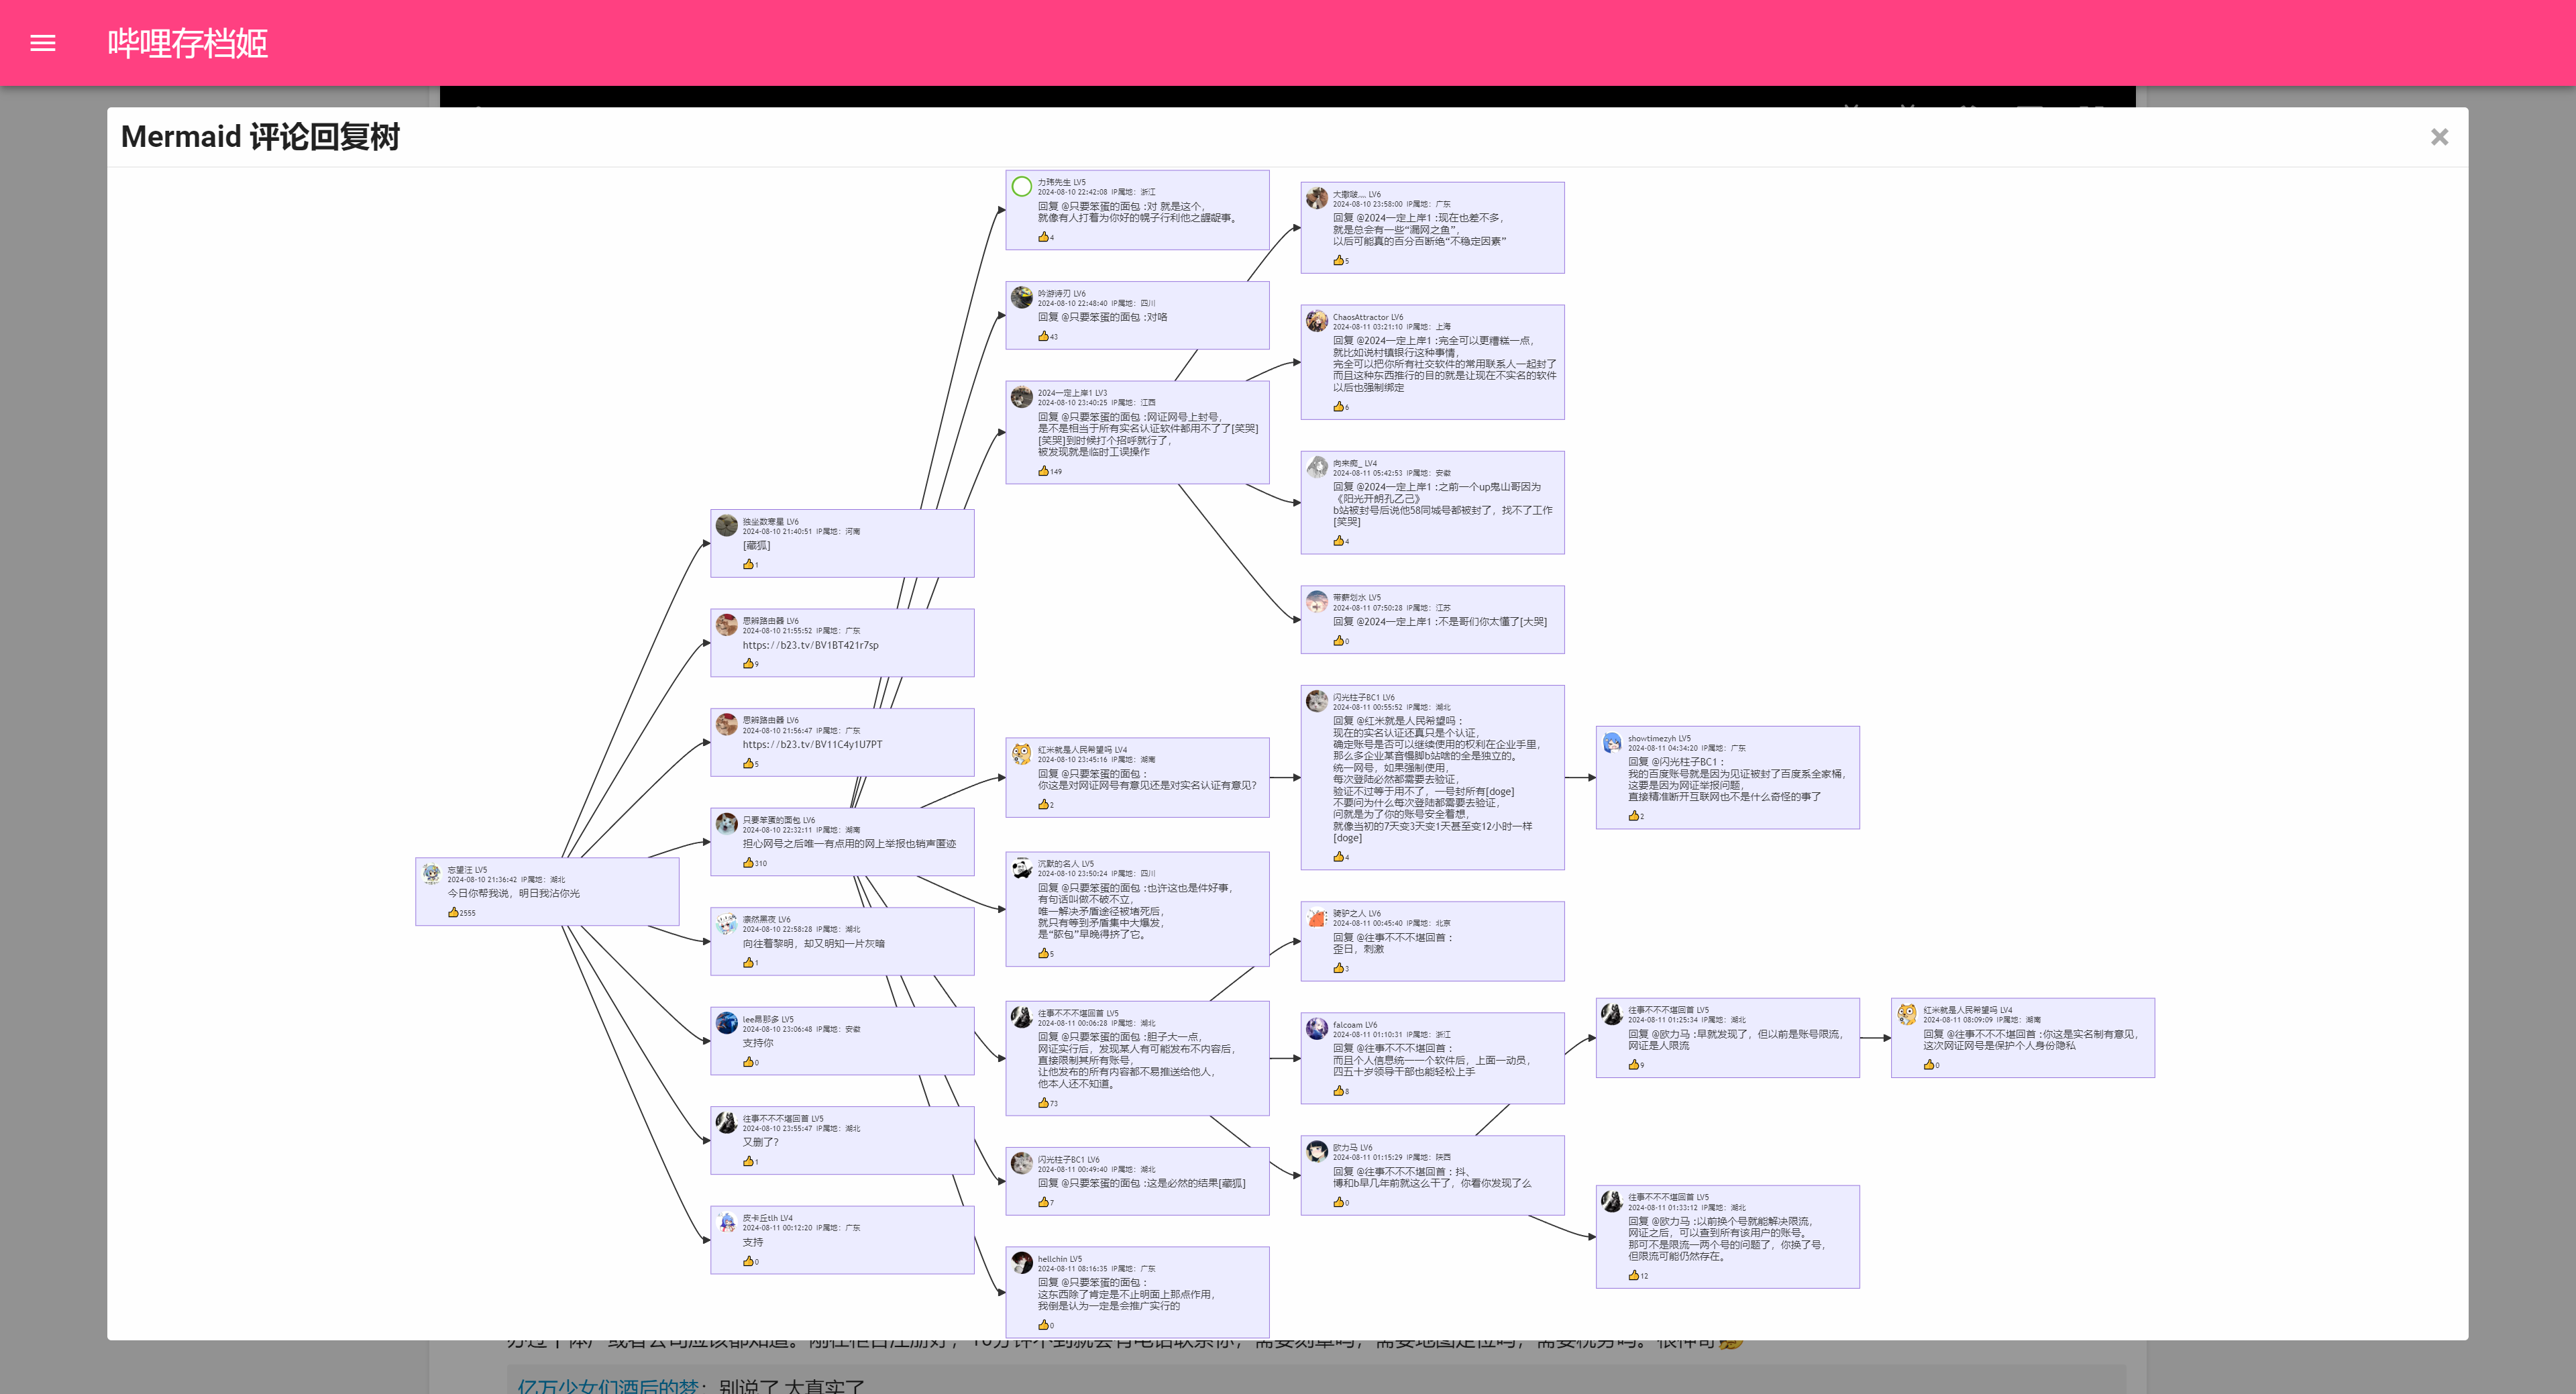 哔哩存档姬
Mermaid 评论回复树
忘望汪 LV5
2024-08-10 21:36:42 IP属地：湖北
今日你帮我说，明日我沾你光
2555
独坐数寒星 LV6
2024-08-10 21:40:51 IP属地：河南
[藏狐]
1
思辨路由器 LV6
2024-08-10 21:55:52 IP属地：广东
https://b23.tv/BV1BT421r7sp
9
思辨路由器 LV6
2024-08-10 21:56:47 IP属地：广东
https://b23.tv/BV11C4y1U7PT
5
只要笨蛋的面包 LV6
2024-08-10 22:32:11 IP属地：湖南
担心网号之后唯一有点用的网上举报也销声匿迹
310
凛然黑夜 LV6
2024-08-10 22:58:28 IP属地：湖北
向往着黎明，却又明知一片灰暗
1
lee昂那多 LV5
2024-08-10 23:06:48 IP属地：安徽
支持你
0
往事不不不堪回首 LV5
2024-08-10 23:55:47 IP属地：湖北
又删了？
1
皮卡丘tlh LV4
2024-08-11 00:12:20 IP属地：广东
支持
0
力玮先生 LV5
2024-08-10 22:42:08 IP属地：浙江
回复 @只要笨蛋的面包 :对 就是这个，
就像有人打着为你好的幌子行利他之龌龊事。
4
吟游诗刃 LV6
2024-08-10 22:48:40 IP属地：四川
回复 @只要笨蛋的面包 :对咯
43
2024一定上岸1 LV3
2024-08-10 23:40:25 IP属地：江西
回复 @只要笨蛋的面包 :网证网号上封号，
是不是相当于所有实名认证软件都用不了了[笑哭]
[笑哭]到时候打个招呼就行了，
被发现就是临时工误操作
149
红米就是人民希望吗 LV4
2024-08-10 23:45:16 IP属地：湖南
回复 @只要笨蛋的面包 :
你这是对网证网号有意见还是对实名认证有意见？
2
沉默的名人 LV5
2024-08-10 23:50:24 IP属地：四川
回复 @只要笨蛋的面包 :也许这也是件好事，
有句话叫做不破不立，
唯一解决矛盾途径被堵死后，
就只有等到矛盾集中大爆发，
是“脓包”早晚得挤了它。
5
往事不不不堪回首 LV5
2024-08-11 00:06:28 IP属地：湖北
回复 @只要笨蛋的面包 :胆子大一点，
网证实行后，发现某人有可能发布不内容后，
直接限制其所有账号，
让他发布的所有内容都不易推送给他人，
他本人还不知道。
73
闪光柱子BC1 LV6
2024-08-11 00:49:40 IP属地：湖北
回复 @只要笨蛋的面包 :这是必然的结果[藏狐]
7
hellchin LV5
2024-08-11 08:16:35 IP属地：广东
回复 @只要笨蛋的面包 :
这东西除了肯定是不止明面上那点作用，
我倒是认为一定是会推广实行的
0
大撤啵.... LV6
2024-08-10 23:58:00 IP属地：广东
回复 @2024一定上岸1 :现在也差不多，
就是总会有一些“漏网之鱼”，
以后可能真的百分百断绝“不稳定因素”
5
ChaosAttractor LV6
2024-08-11 03:21:10 IP属地：上海
回复 @2024一定上岸1 :完全可以更糟糕一点，
就比如说村镇银行这种事情，
完全可以把你所有社交软件的常用联系人一起封了
而且这种东西推行的目的就是让现在不实名的软件
以后也强制绑定
6
向来痴_ LV4
2024-08-11 05:42:53 IP属地：安徽
回复 @2024一定上岸1 :之前一个up鬼山哥因为
《阳光开朗孔乙己》
b站被封号后说他58同城号都被封了，找不了工作
[笑哭]
4
带薪划水 LV5
2024-08-11 07:50:28 IP属地：江苏
回复 @2024一定上岸1 :不是哥们你太懂了[大哭]
0
闪光柱子BC1 LV6
2024-08-11 00:55:52 IP属地：湖北
回复 @红米就是人民希望吗 :
现在的实名认证还真只是个认证，
确定账号是否可以继续使用的权利在企业手里，
那么多企业某音慢脚b站啥的全是独立的。
统一网号，如果强制使用，
每次登陆必然都需要去验证，
验证不过等于用不了，一号封所有[doge]
不要问为什么每次登陆都需要去验证，
问就是为了你的账号安全着想，
就像当初的7天变3天变1天甚至变12小时一样
[doge]
4
骑驴之人 LV6
2024-08-11 00:45:40 IP属地：北京
回复 @往事不不不堪回首 :
歪日，刺激
3
falcoam LV6
2024-08-11 01:10:31 IP属地：浙江
回复 @往事不不不堪回首 :
而且个人信息统一一个软件后，上面一动员，
四五十岁领导干部也能轻松上手
8
欧力马 LV6
2024-08-11 01:15:29 IP属地：陕西
回复 @往事不不不堪回首 : 抖、
博和b早几年前就这么干了，你看你发现了么
0
showtimezyh LV5
2024-08-11 04:34:20 IP属地：广东
回复 @闪光柱子BC1 :
我的百度账号就是因为见证被封了百度系全家桶，
这要是因为网证举报问题，
直接精准断开互联网也不是什么奇怪的事了
2
往事不不不堪回首 LV5
2024-08-11 01:25:34 IP属地：湖北
回复 @欧力马 :早就发现了，但以前是账号限流，
网证是人限流
9
往事不不不堪回首 LV5
2024-08-11 01:33:12 IP属地：湖北
回复 @欧力马 :以前换个号就能解决限流，
网证之后，可以查到所有该用户的账号。
那可不是限流一两个号的问题了，你换了号，
但限流可能仍然存在。
12
红米就是人民希望吗 LV4
2024-08-11 08:09:09 IP属地：湖南
回复 @往事不不不堪回首 :你这是实名制有意见，
这次网证网号是保护个人身份隐私
0
办过个体户或者公司应该都知道。刚在柜台注册好，10分钟不到就会有电话联系你，需要刻章吗，需要地图定位吗，需要税务吗。很神奇
亿万少女们酒后的梦：别说了 太真实了